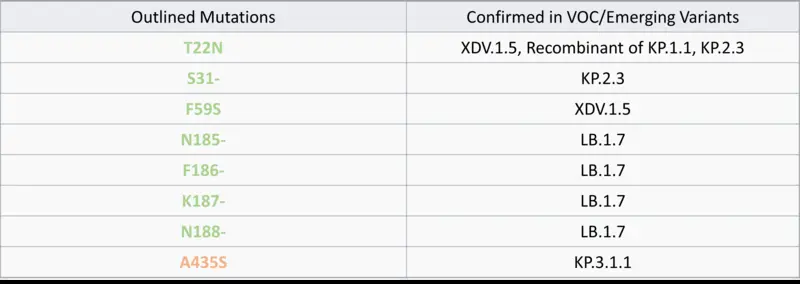 Outlined Mutations Confirmed in VOC/Emerging Variants
T22N XDV.1.5, Recombinant of KP.1.1, KP.2.3
S31- KP.2.3
F59S XDV.1.5
N185- LB.1.7
F186- LB.1.7
K187- LB.1.7
N188- LB.1.7
A435S KP.3.1.1